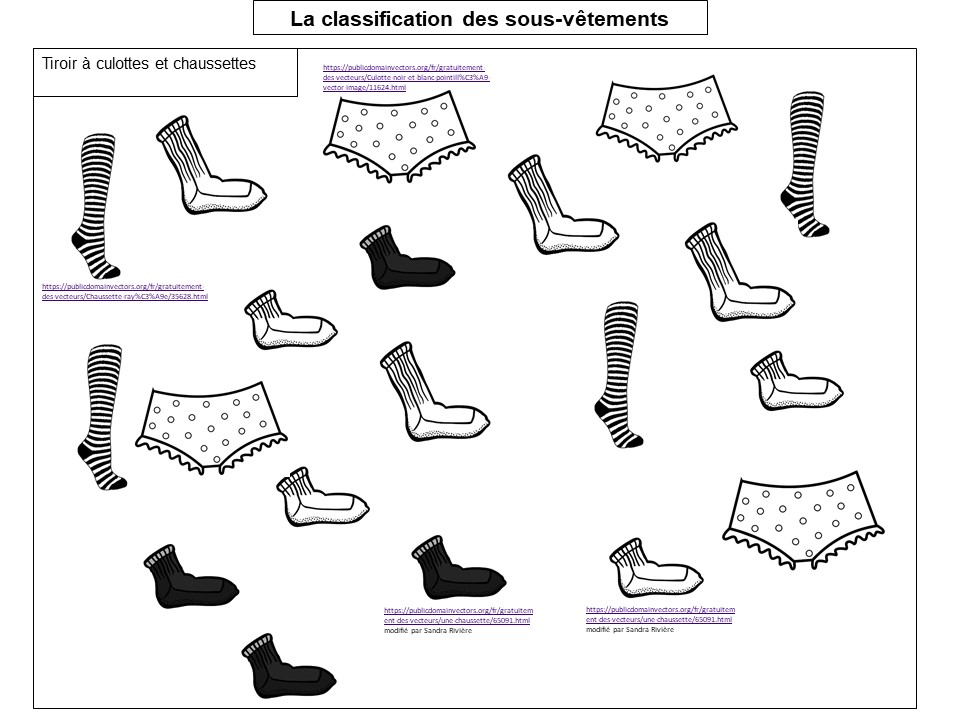 La classification des sous-vêtements
Tiroir à culottes et chaussettes
https://publicdomainvectors.org/fr/gratuitement
des vecteurs/Culotte noir et blanc pointill%C3%A9
vector image/11624.html
https://publicdomainvectors.org/fr/gratuitement
des vecteurs/Chaussette ray%C3%A9e/35628.html
https://publicdomainvectors.org/fr/gratuitem
ent des vecteurs/une chaussette/65091.html
modifié par Sandra Rivière
https://publicdomainvectors.org/fr/gratuitem
ent des vecteurs/une chaussette/65091.html
modifié par Sandra Rivière